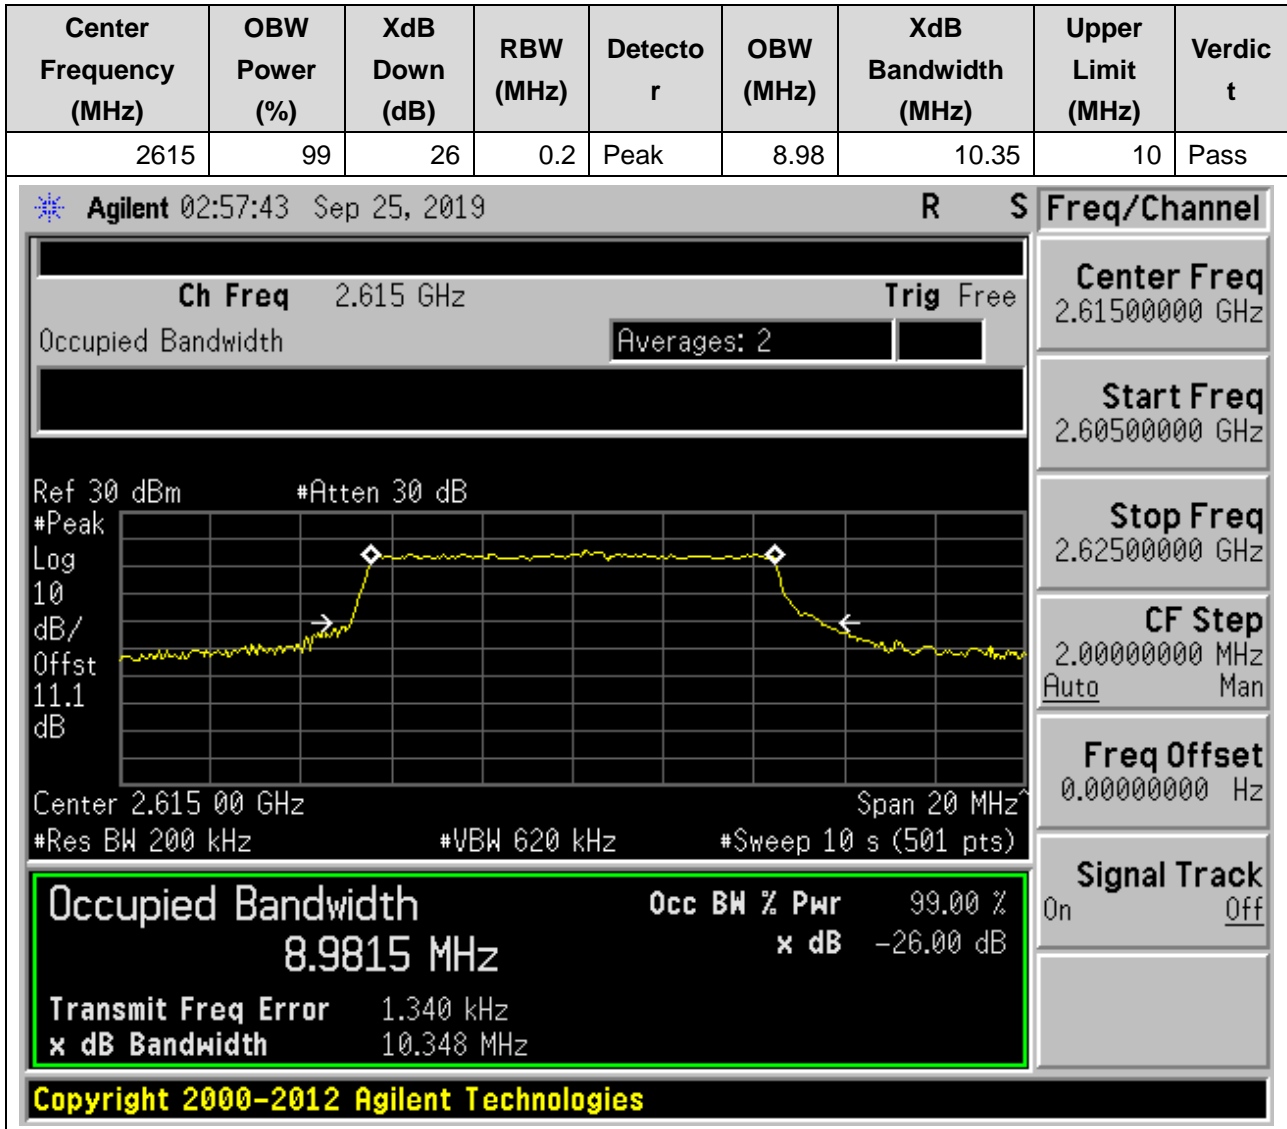 Center Frequency (MHz) OBW Power (%) XdB Down (dB) RBW (MHz) Detector OBW (MHz) XdB Bandwidth (MHz) Upper Limit (MHz) Verdict
2615 99 26 0.2 Peak 8.98 10.35 10 Pass
Agilent 02:57:43 Sep 25, 2019 R S
Ch Freq 2.615 GHz Trig Free
Occupied Bandwidth Averages: 2
Ref 30 dBm #Atten 30 dB
#Peak
Log
10
dB/
Offst
11.1
dB
Center 2.615 00 GHz Span 20 MHz^
#Res BW 200 kHz #VBW 620 kHz #Sweep 10 s (501 pts)
Occupied Bandwidth Occ BW % Pwr 99.00 %
8.9815 MHz x dB -26.00 dB
Transmit Freq Error 1.340 kHz
x dB Bandwidth 10.348 MHz
Copyright 2000-2012 Agilent Technologies
Freq/Channel
Center Freq
2.61500000 GHz
Start Freq
2.60500000 GHz
Stop Freq
2.62500000 GHz
CF Step
2.00000000 MHz
Auto Man
Freq Offset
0.00000000 Hz
Signal Track
On Off